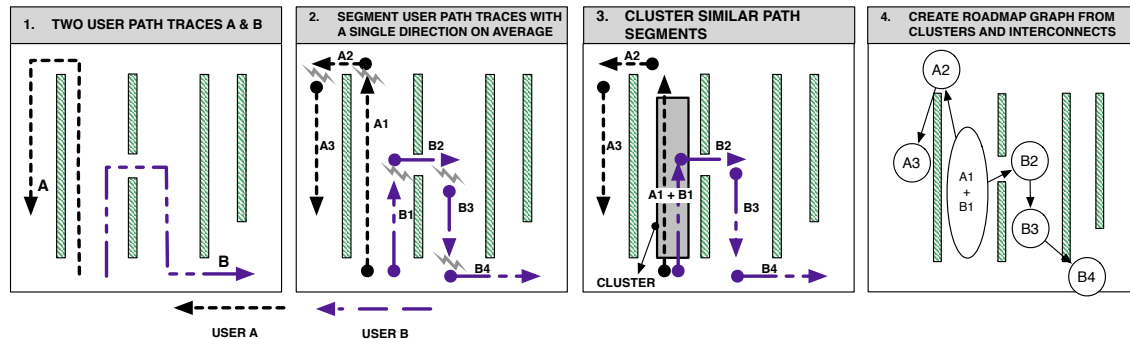 1. TWO USER PATH TRACES A & B
A
B
2. SEGMENT USER PATH TRACES WITH
A SINGLE DIRECTION ON AVERAGE
A2
A1
A3
B2
B1
B3
B4
3. CLUSTER SIMILAR PATH
SEGMENTS
A2
A3
B2
A1 + B1
B3
B4
CLUSTER
4. CREATE ROADMAP GRAPH FROM
CLUSTERS AND INTERCONNECTS
A2
A3
A1
+
B1
B2
B3
B4
USER A
USER B